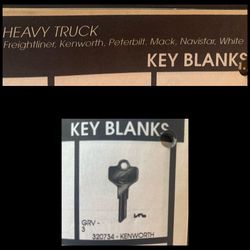 HEAVY TRUCK
Freightliner, Kenworth, Peterbilt, Mack, Navistar, White
KEY BLANKS
KEY BLANKS
GRV -
3
320734 - KENWORTH